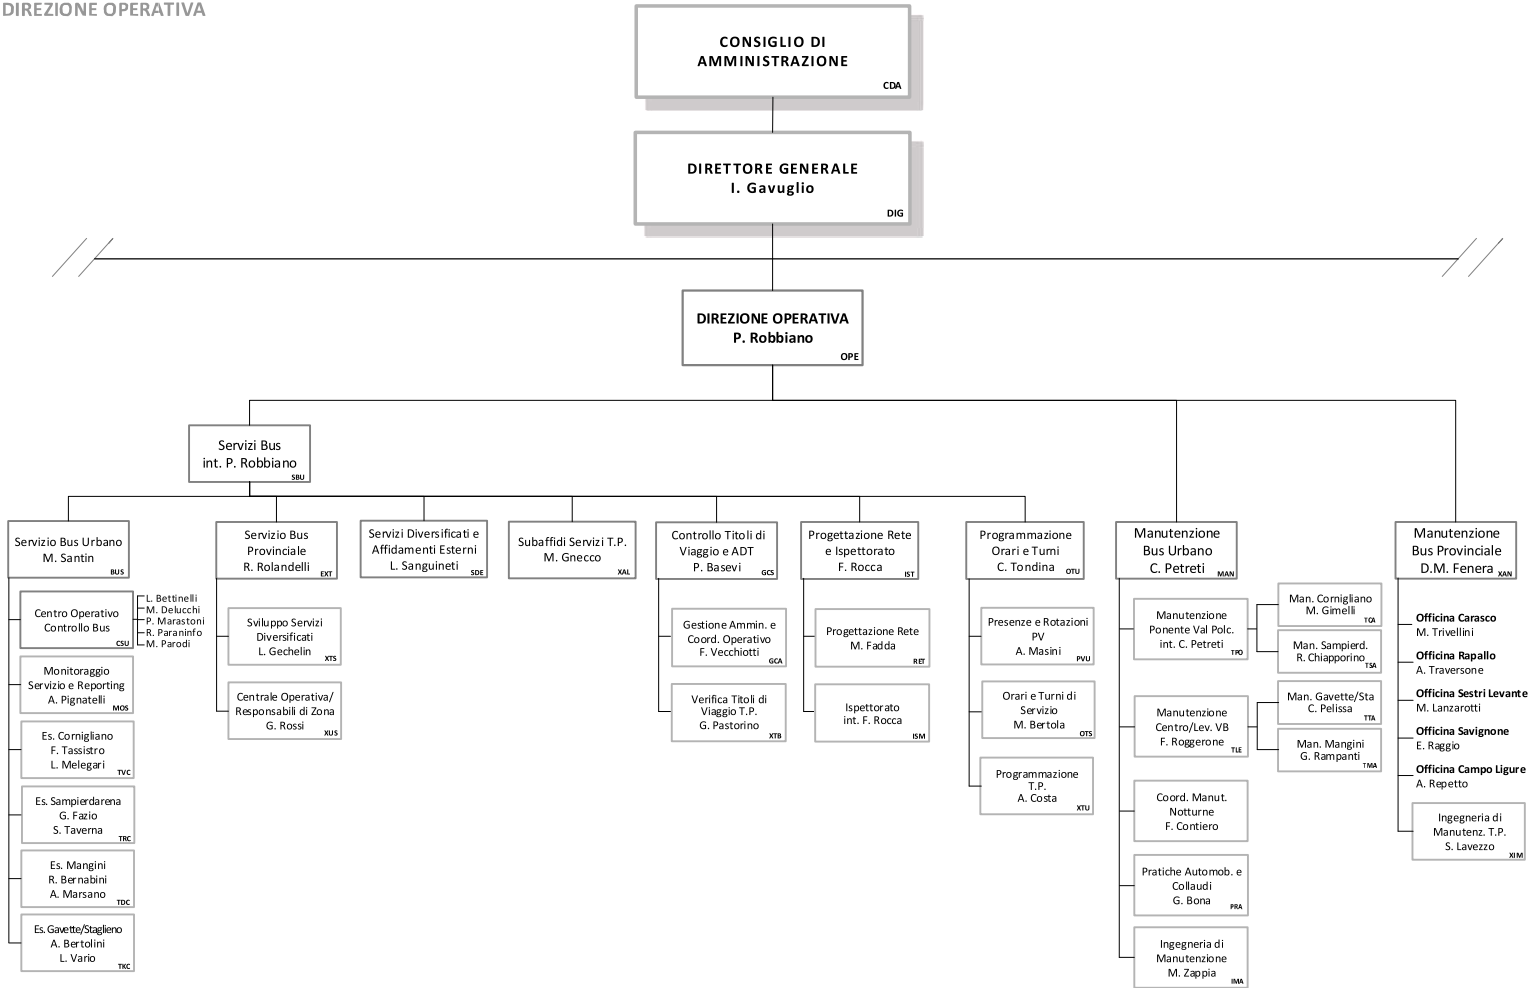 DIREZIONE OPERATIVA
CONSIGLIO DI
AMMINISTRAZIONE
CDA
DIRETTORE GENERALE
I. Gavuglio
DIG
DIREZIONE OPERATIVA
P. Robbiano
OPE
Servizi Bus
int. P. Robbiano
SBU
Servizio Bus Urbano
M. Santin
BUS
Centro Operativo
Controllo Bus
CSU
L. Bettinelli
M. Delucchi
P. Marastoni
R. Paraninfo
M. Parodi
Monitoraggio
Servizio e Reporting
A. Pignatelli
MOS
Es. Cornigliano
F. Tassistro
L. Melegari
TVC
Es. Sampierdarena
G. Fazio
S. Taverna
TRC
Es. Mangini
R. Bernabini
A. Marsano
TDC
Es. Gavette/Staglieno
A. Bertolini
L. Vario
TKC
Servizio Bus
Provinciale
R. Rolandelli
EXT
Sviluppo Servizi
Diversificati
L. Gechelin
XTS
Centrale Operativa/
Responsabili di Zona
G. Rossi
XUS
Servizi Diversificati e
Affidamenti Esterni
L. Sanguineti
SDE
Subaffidi Servizi T.P.
M. Gnecco
XAL
Controllo Titoli di
Viaggio e ADT
P. Basevi
GCS
Gestione Ammin. e
Coord. Operativo
F. Vecchiotti
GCA
Verifica Titoli di
Viaggio T.P.
G. Pastorino
XTB
Progettazione Rete
e Ispettorato
F. Rocca
IST
Progettazione Rete
M. Fadda
RET
Ispettorato
int. F. Rocca
ISM
Programmazione
Orari e Turni
C. Tondina
OTU
Presenze e Rotazioni
PV
A. Masini
PVU
Orari e Turni di
Servizio
M. Bertola
OTS
Programmazione
T.P.
A. Costa
XTU
Manutenzione
Bus Urbano
C. Petreti
MAN
Manutenzione
Ponente Val Polc.
int. C. Petreti
TPO
Man. Cornigliano
M. Gimelli
TCA
Man. Sampierd.
R. Chiapporino
TSA
Manutenzione
Centro/Lev. VB
F. Roggerone
TLE
Man. Gavette/Sta
C. Pelissa
TTA
Man. Mangini
G. Rampanti
TMA
Coord. Manut.
Notturne
F. Contiero
Pratiche Automob. e
Collaudi
G. Bona
PRA
Ingegneria di
Manutenzione
M. Zappia
IMA
Manutenzione
Bus Provinciale
D.M. Fenera
XAN
Officina Carasco
M. Trivellini
Officina Rapallo
A. Traversone
Officina Sestri Levante
M. Lanzarotti
Officina Savignone
E. Raggio
Officina Campo Ligure
A. Repetto
Ingegneria di
Manutenz. T.P.
S. Lavezzo
XIM